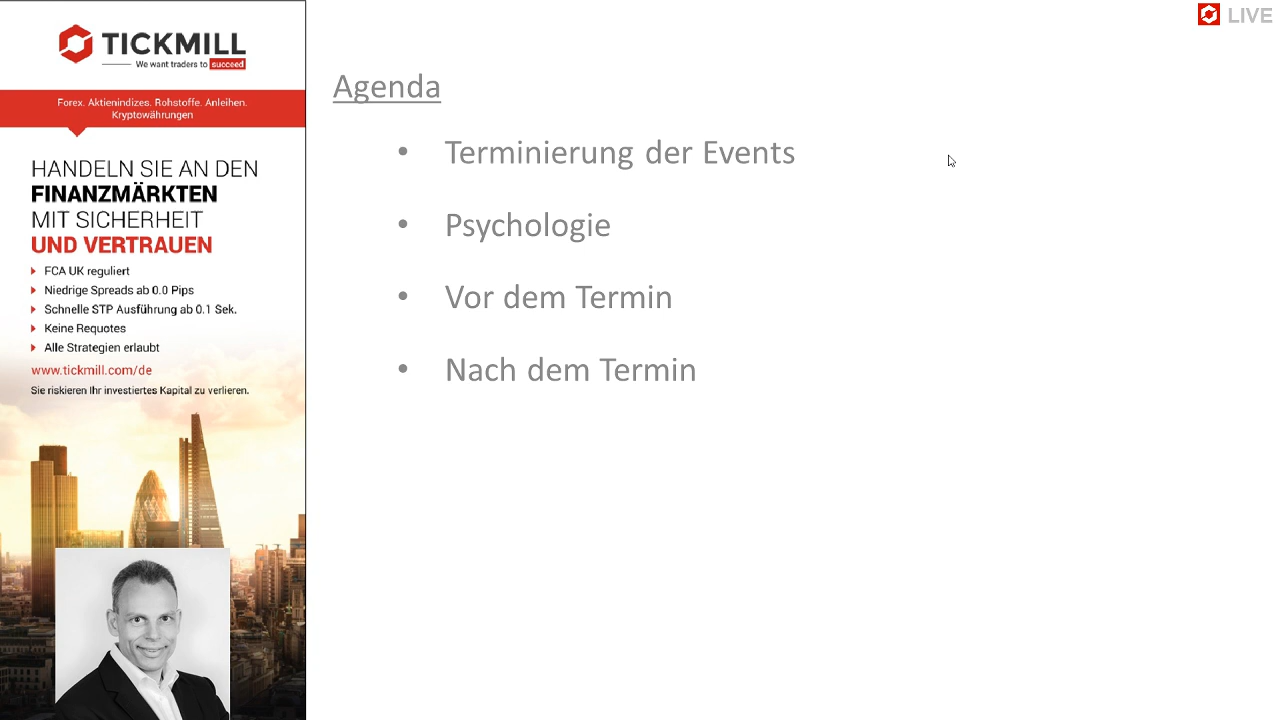 TICKMILL
We want traders to succeed
Forex. Aktienindizes. Rohstoffe. Anleihen.
Kryptowährungen
HANDELN SIE AN DEN
FINANZMÄRKTEN
MIT SICHERHEIT
UND VERTRAUEN
FCA UK reguliert
Niedrige Spreads ab 0.0 Pips
Schnelle STP Ausführung ab 0.1 Sek.
Keine Requotes
Alle Strategien erlaubt
www.tickmill.com/de
Sie riskieren Ihr investiertes Kapital zu verlieren.
LIVE
Agenda
• Terminierung der Events
• Psychologie
• Vor dem Termin
• Nach dem Termin